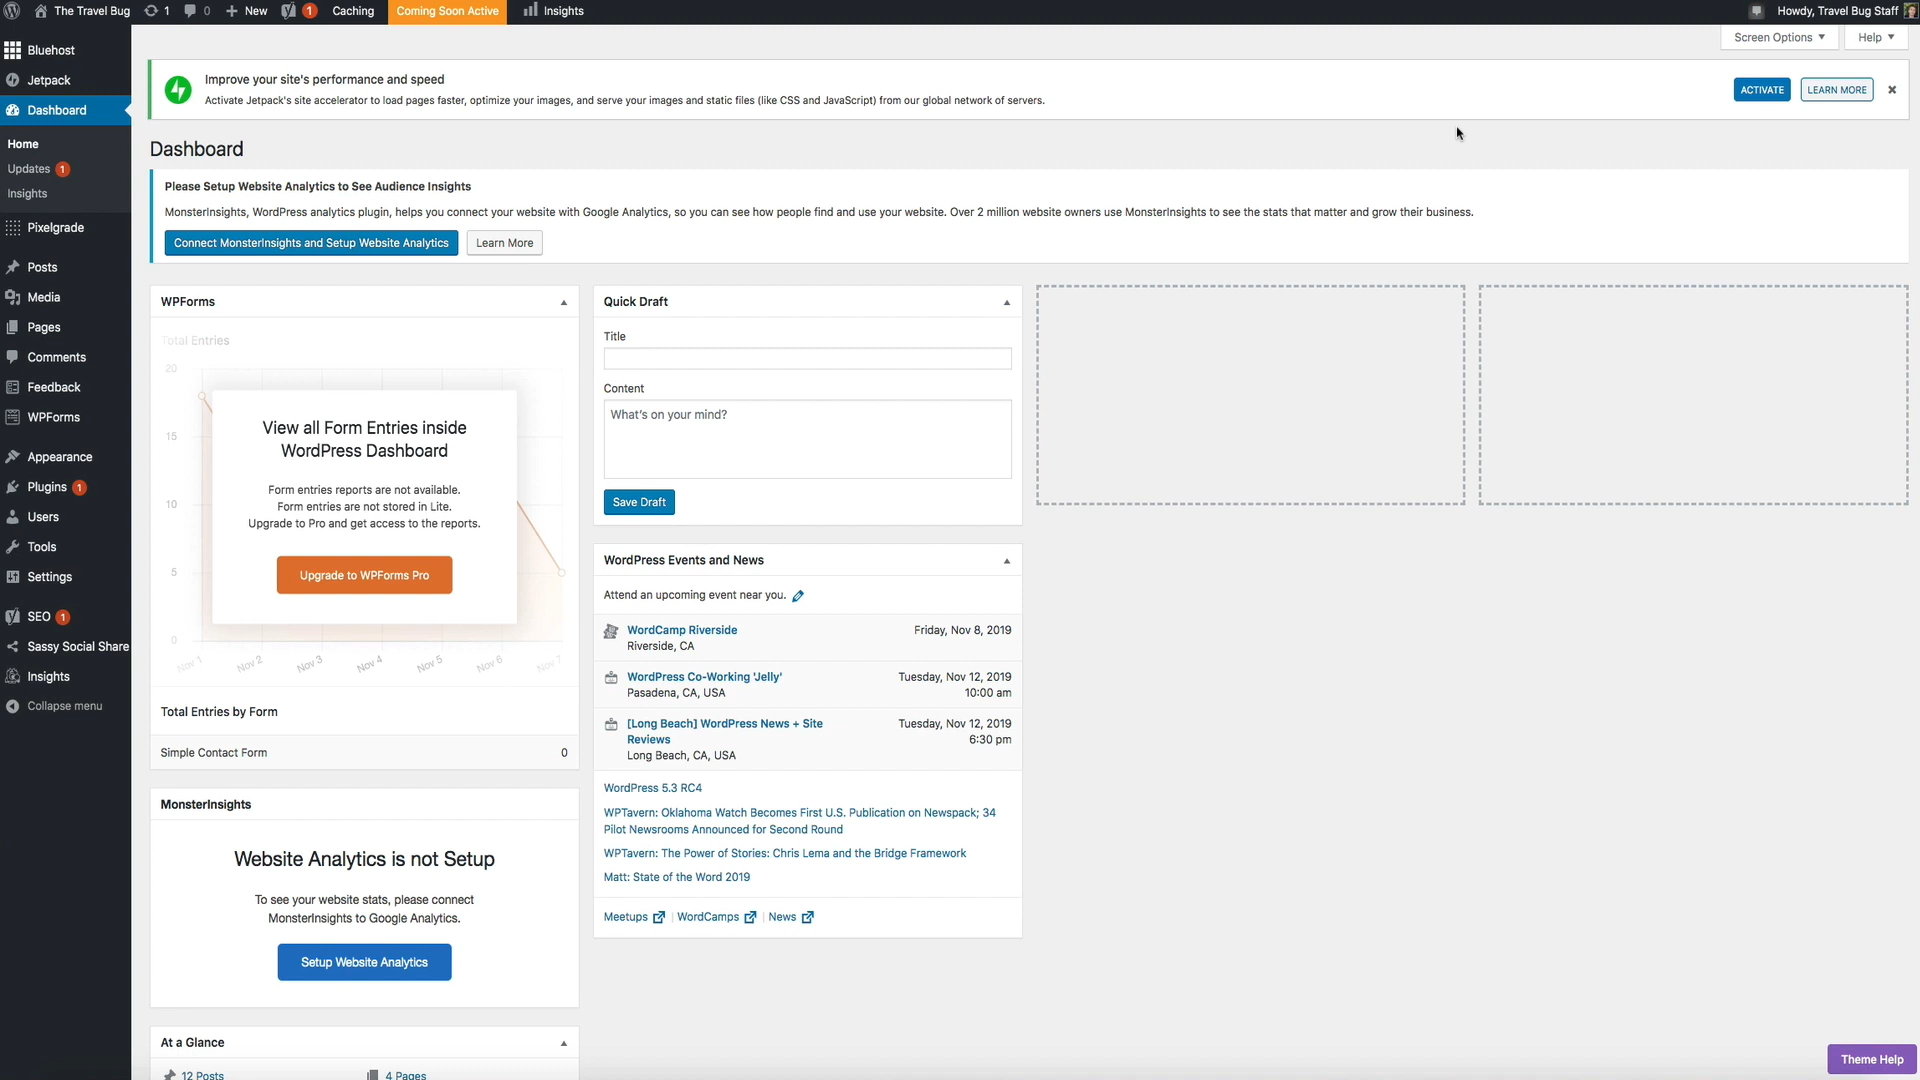 The Travel Bug
1
0
New
1
Caching
Coming Soon Active
Insights
Howdy, Travel Bug Staff
Screen Options
Help
Bluehost
Jetpack
Dashboard
Home
Updates 1
Insights
Pixelgrade
Posts
Media
Pages
Comments
Feedback
WPForms
Appearance
Plugins 1
Users
Tools
Settings
SEO 1
Sassy Social Share
Insights
Collapse menu
Improve your site's performance and speed
Activate Jetpack's site accelerator to load pages faster, optimize your images, and serve your images and static files (like CSS and JavaScript) from our global network of servers.
ACTIVATE
LEARN MORE
Dashboard
Please Setup Website Analytics to See Audience Insights
MonsterInsights, WordPress analytics plugin, helps you connect your website with Google Analytics, so you can see how people find and use your website. Over 2 million website owners use MonsterInsights to see the stats that matter and grow their business.
Connect MonsterInsights and Setup Website Analytics
Learn More
WPForms
Total Entries
20
15
10
5
0
View all Form Entries inside
WordPress Dashboard
Form entries reports are not available.
Form entries are not stored in Lite.
Upgrade to Pro and get access to the reports.
Upgrade to WPForms Pro
Nov 1
Nov 2
Nov 3
Nov 4
Nov 5
Nov 6
Nov 7
Total Entries by Form
Simple Contact Form 0
MonsterInsights
Website Analytics is not Setup
To see your website stats, please connect
MonsterInsights to Google Analytics.
Setup Website Analytics
At a Glance
12 Posts
4 Pages
Quick Draft
Title
Content
What's on your mind?
Save Draft
WordPress Events and News
Attend an upcoming event near you.
WordCamp Riverside Friday, Nov 8, 2019
Riverside, CA
WordPress Co-Working 'Jelly' Tuesday, Nov 12, 2019
Pasadena, CA, USA 10:00 am
[Long Beach] WordPress News + Site Tuesday, Nov 12, 2019
Reviews 6:30 pm
Long Beach, CA, USA
WordPress 5.3 RC4
WPTavern: Oklahoma Watch Becomes First U.S. Publication on Newspack; 34
Pilot Newsrooms Announced for Second Round
WPTavern: The Power of Stories: Chris Lema and the Bridge Framework
Matt: State of the Word 2019
Meetups | WordCamps | News
Theme Help